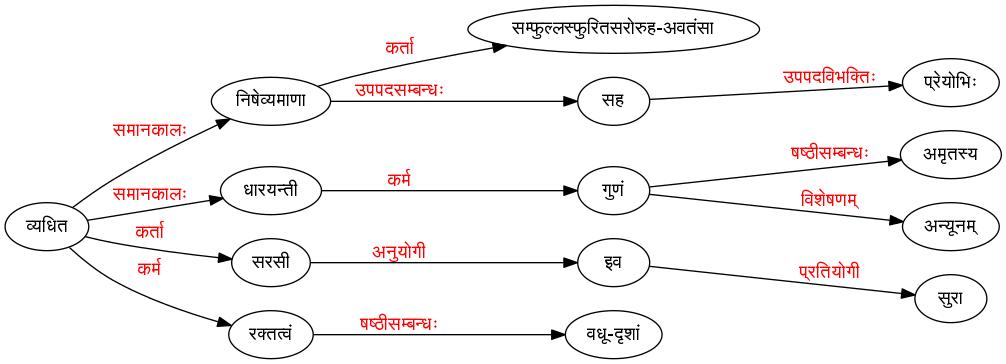 कर्ता
सम्फुल्लस्फुरितसरोरुह-अवतंसा
निषेव्यमाणा
उपपदसम्बन्धः
सह
उपपदविभक्तिः
प्रेयोभिः
समानकालः
समानकालः
धारयन्ती
कर्म
गुणं
षष्ठीसम्बन्धः
अमृतस्य
विशेषणम्
अन्यूनम्
व्यधित
कर्ता
सरसी
अनुयोगी
इव
प्रतियोगी
सुरा
कर्म
रक्तत्वं
षष्ठीसम्बन्धः
वधू-दृशां